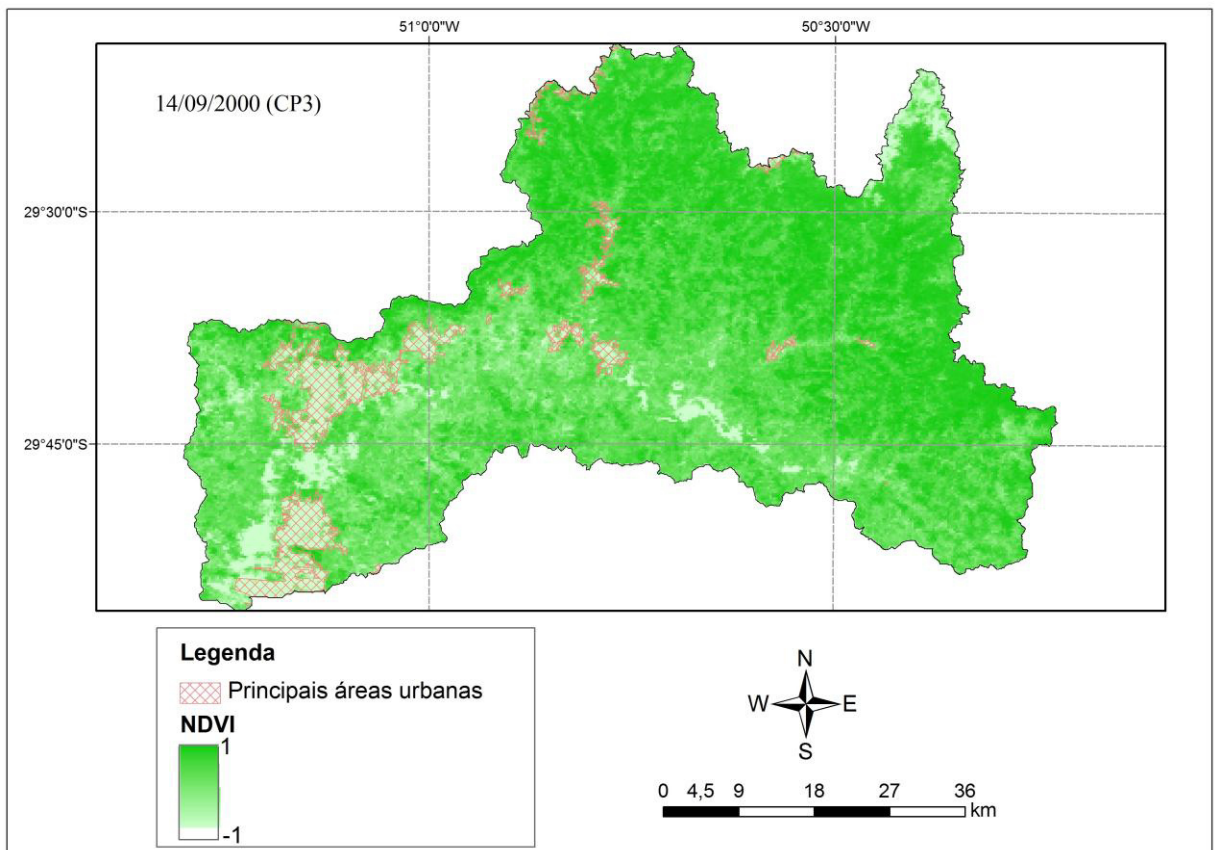 51°0'0"W
50°30'0"W
14/09/2000 (CP3)
29°30'0"S
29°45'0"S
Legenda
Principais áreas urbanas
NDVI
1
-1
N
W
E
S
0 4,5 9 18 27 36
km